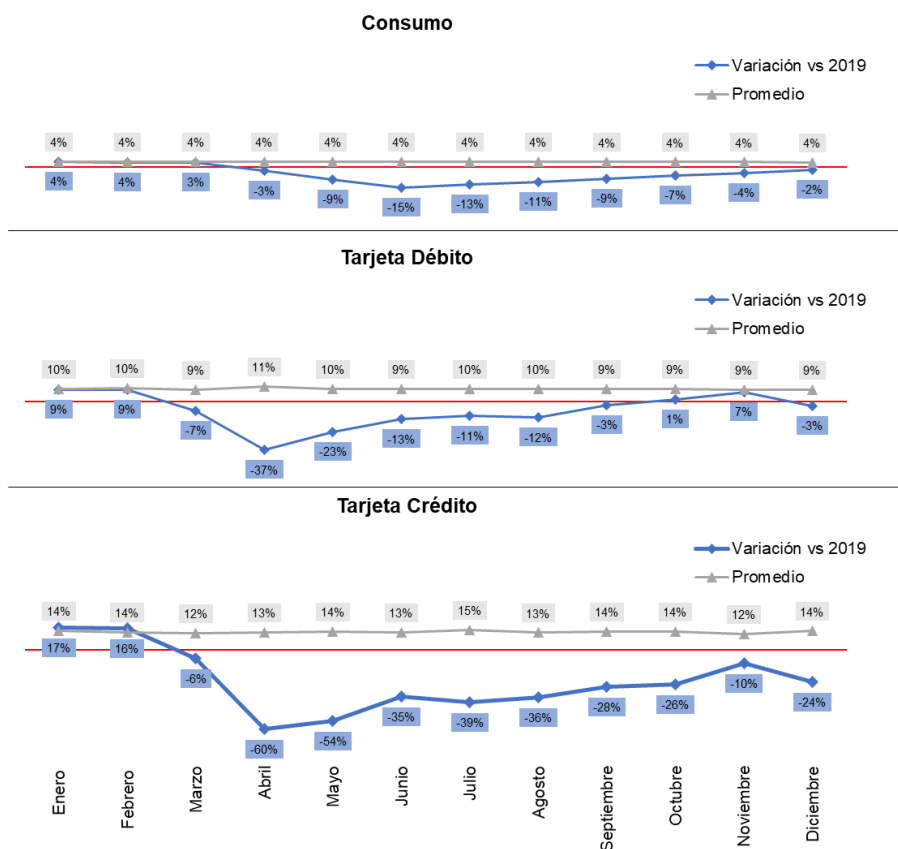 Consumo
Variación vs 2019
Promedio
4% 4% 4% 4% 4% 4% 4% 4% 4% 4% 4% 4%
4% 4% 3% -3% -9% -15% -13% -11% -9% -7% -4% -2%
Tarjeta Débito
Variación vs 2019
Promedio
10% 10% 9% 11% 10% 9% 10% 10% 9% 9% 9% 9%
9% 9% -7% -37% -23% -13% -11% -12% -3% 1% 7% -3%
Tarjeta Crédito
Variación vs 2019
Promedio
14% 14% 12% 13% 14% 13% 15% 13% 14% 14% 12% 14%
17% 16% -6% -60% -54% -35% -39% -36% -28% -26% -10% -24%
Enero Febrero Marzo Abril Mayo Junio Julio Agosto Septiembre Octubre Noviembre Diciembre